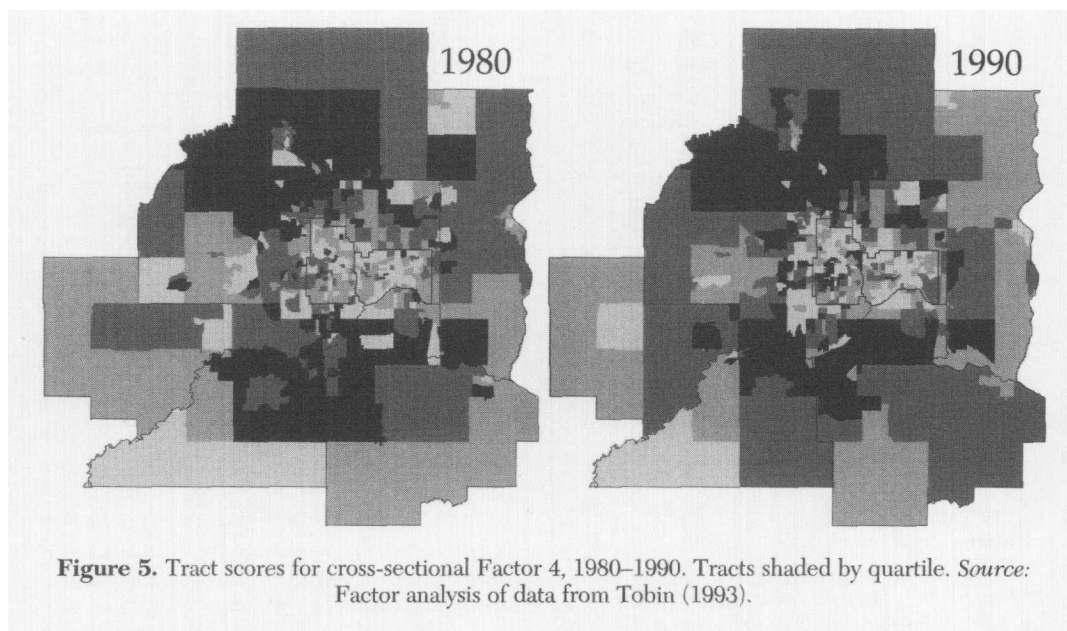 1980
1990
Figure 5. Tract scores for cross-sectional Factor 4, 1980–1990. Tracts shaded by quartile. Source:
Factor analysis of data from Tobin (1993).